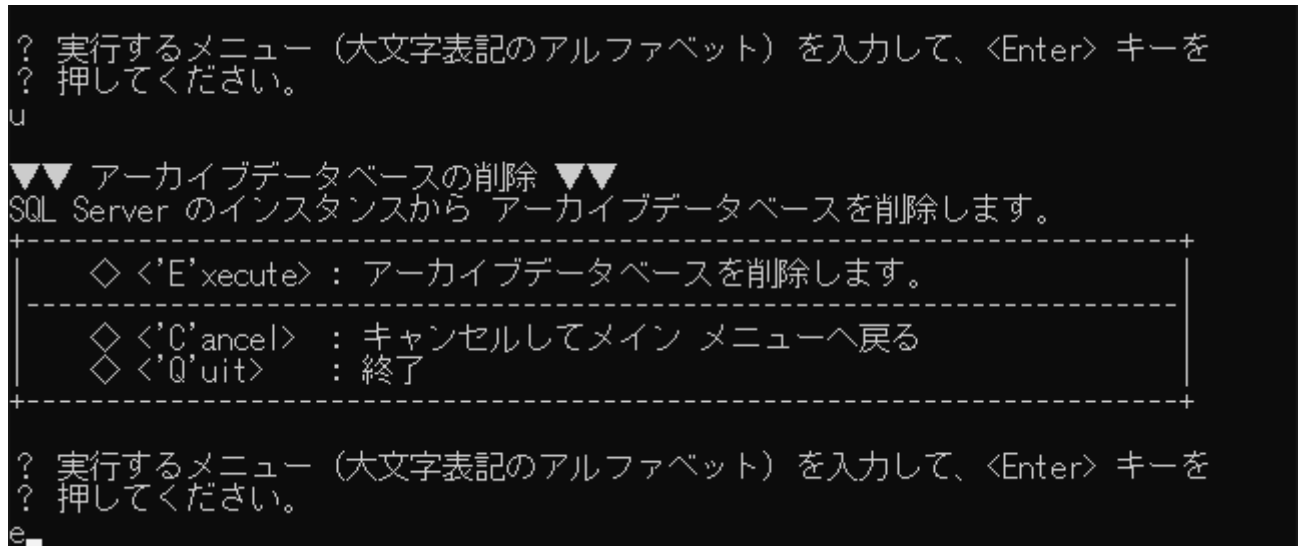 ? 実行するメニュー (大文字表記のアルファベット) を入力して、<Enter> キーを
? 押してください。
u
▼▼ アーカイブデータベースの削除 ▼▼
SQL Server のインスタンスから アーカイブデータベースを削除します。
+----------------------------------------------------------------------+
|    ◇ <'E'xecute> : アーカイブデータベースを削除します。                |
|----------------------------------------------------------------------|
|    ◇ <'C'ancel>  : キャンセルしてメイン メニューへ戻る                 |
|    ◇ <'Q'uit>    : 終了                                              |
+----------------------------------------------------------------------+
? 実行するメニュー (大文字表記のアルファベット) を入力して、<Enter> キーを
? 押してください。
e